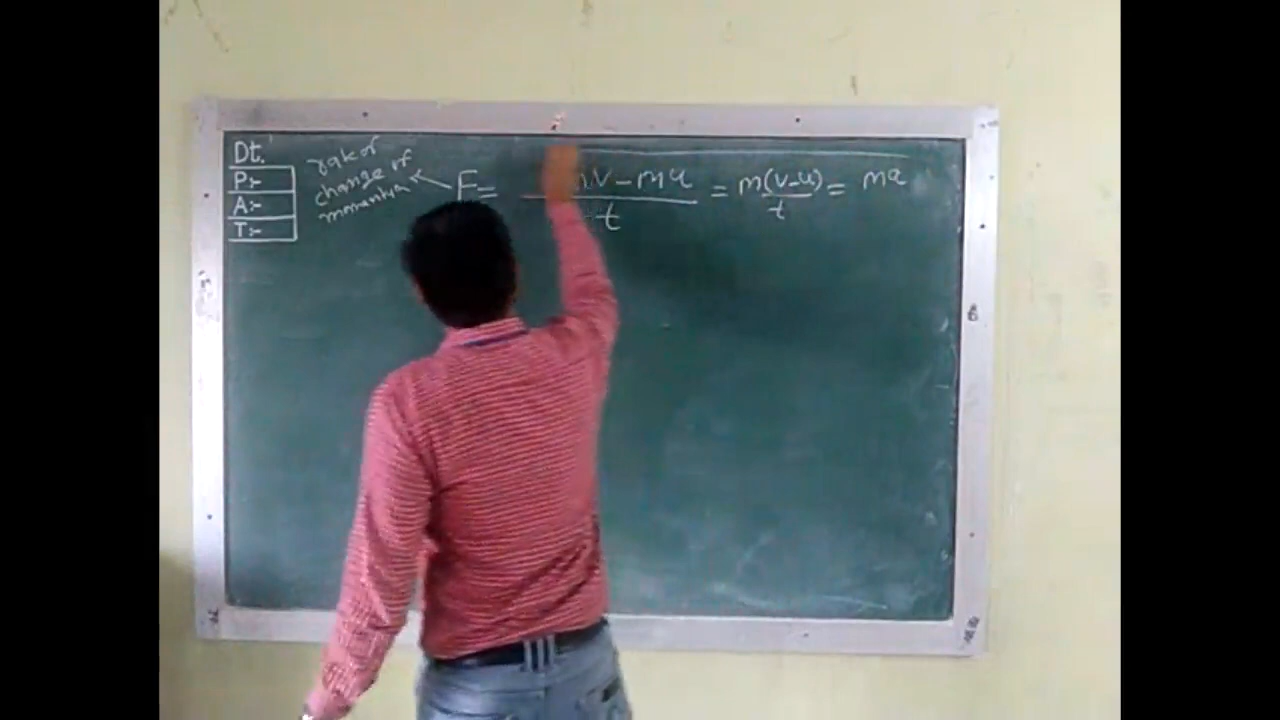 Dt.
P:-
A:-
T:-
rate of
change of
momentum
F = mv - mu / t = m(v-u) / t = ma